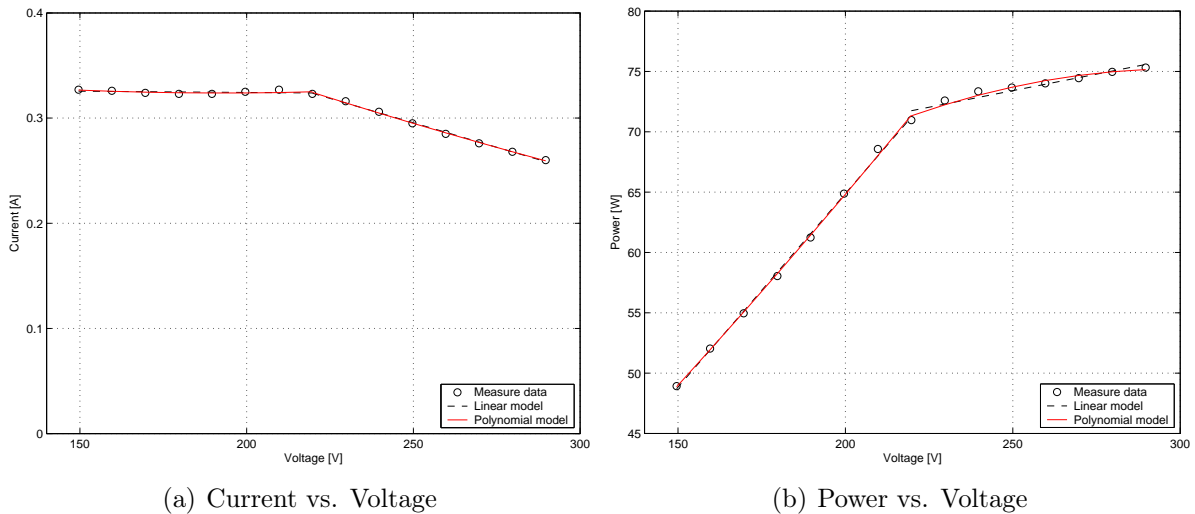 0.4
0.3
0.2
0.1
0
Current [A]
150
200
250
300
Voltage [V]
Measure data
Linear model
Polynomial model
(a) Current vs. Voltage
80
75
70
65
60
55
50
45
Power [W]
150
200
250
300
Voltage [V]
Measure data
Linear model
Polynomial model
(b) Power vs. Voltage